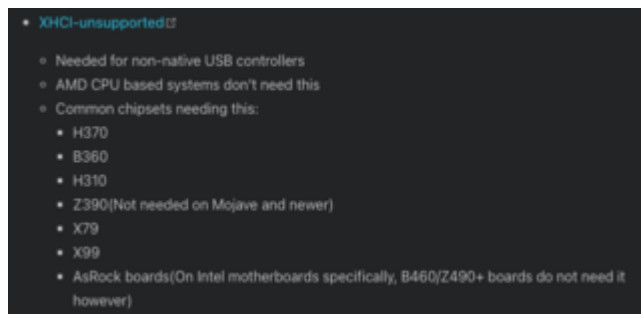 XHCI-unsupported
Needed for non-native USB controllers
AMD CPU based systems don't need this
Common chipsets needing this:
H370
B360
H310
Z390(Not needed on Mojave and newer)
X79
X99
AsRock boards(On Intel motherboards specifically, B460/Z490+ boards do not need it
however)